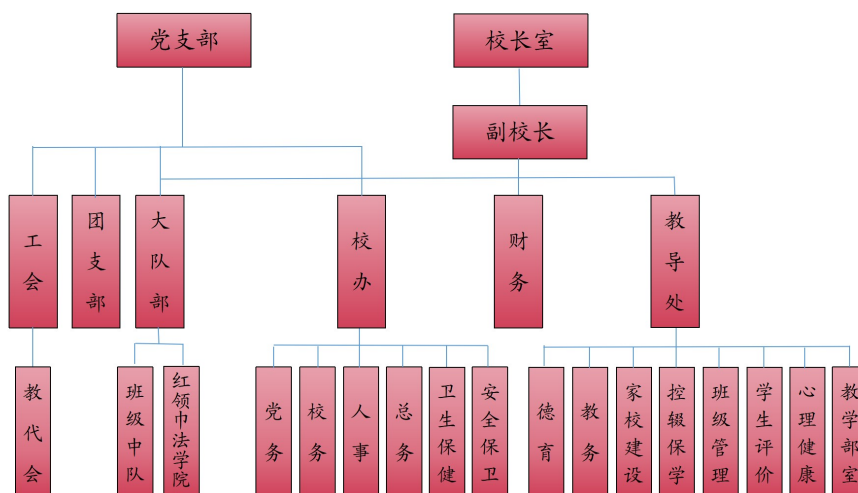 党支部
校长室
副校长
工会
团支部
大队部
校办
财务
教导处
教代会
班级中队
红领巾法学院
党务
校务
人事
总务
卫生保健
安全保卫
德育
教务
家校建设
控辍保学
班级管理
学生评价
心理健康
教学部室